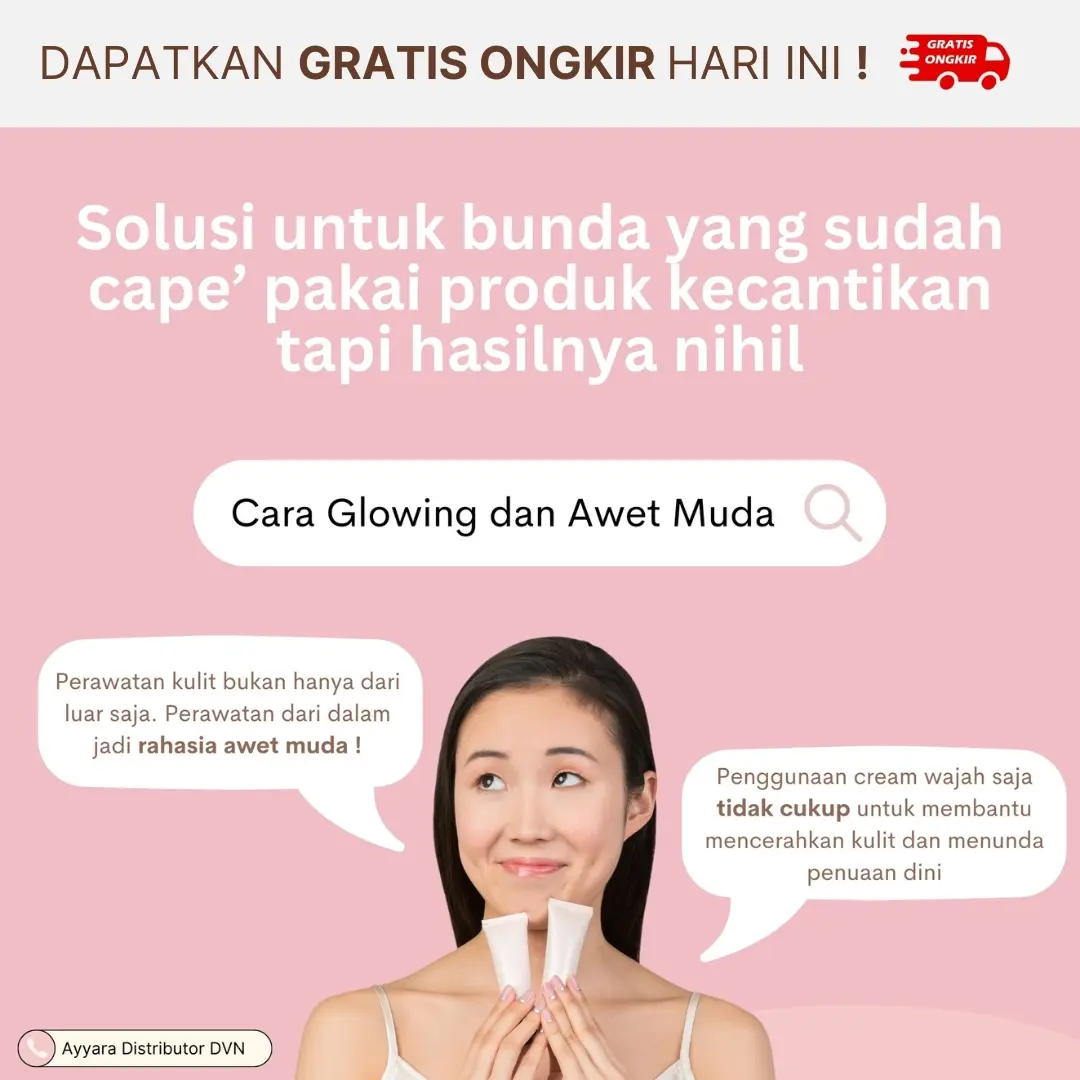 DAPATKAN GRATIS ONGKIR HARI INI !
GRATIS
ONGKIR
Solusi untuk bunda yang sudah
cape’ pakai produk kecantikan
tapi hasilnya nihil
Cara Glowing dan Awet Muda
Perawatan kulit bukan hanya dari
luar saja. Perawatan dari dalam
jadi rahasia awet muda !
Penggunaan cream wajah saja
tidak cukup untuk membantu
mencerahkan kulit dan menunda
penuaan dini
Ayyara Distributor DVN